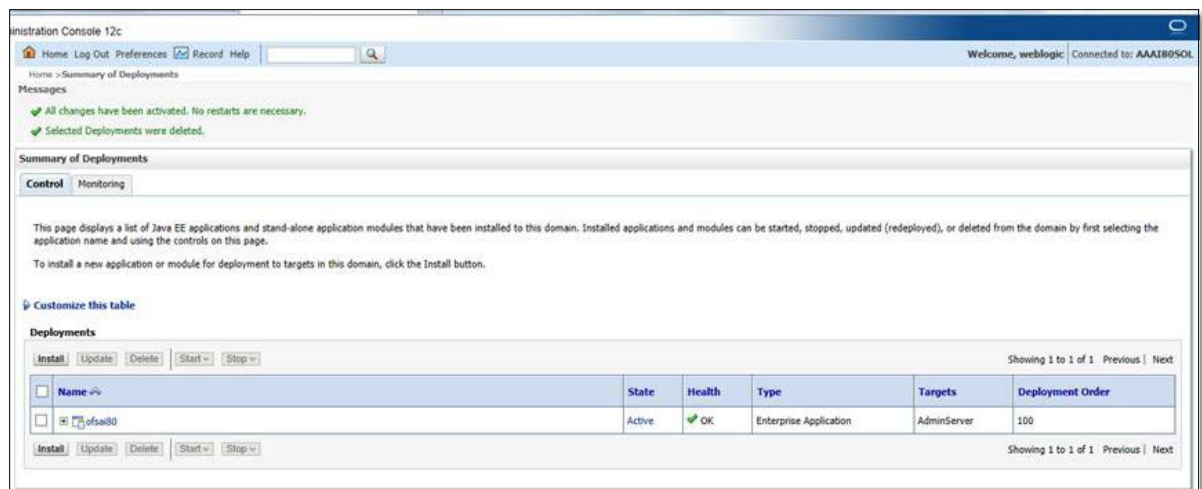 inistration Console 12c
Home Log Out Preferences Record Help
Welcome, weblogic Connected to: AAAI80SOL
Home >Summary of Deployments
Messages
All changes have been activated. No restarts are necessary.
Selected Deployments were deleted.
Summary of Deployments
Control Monitoring
This page displays a list of Java EE applications and stand-alone application modules that have been installed to this domain. Installed applications and modules can be started, stopped, updated (redeployed), or deleted from the domain by first selecting the
application name and using the controls on this page.
To install a new application or module for deployment to targets in this domain, click the Install button.
Customize this table
Deployments
Install Update Delete Start Stop
Showing 1 to 1 of 1 Previous | Next
Name State Health Type Targets Deployment Order
ofsai80 Active OK Enterprise Application AdminServer 100
Install Update Delete Start Stop
Showing 1 to 1 of 1 Previous | Next